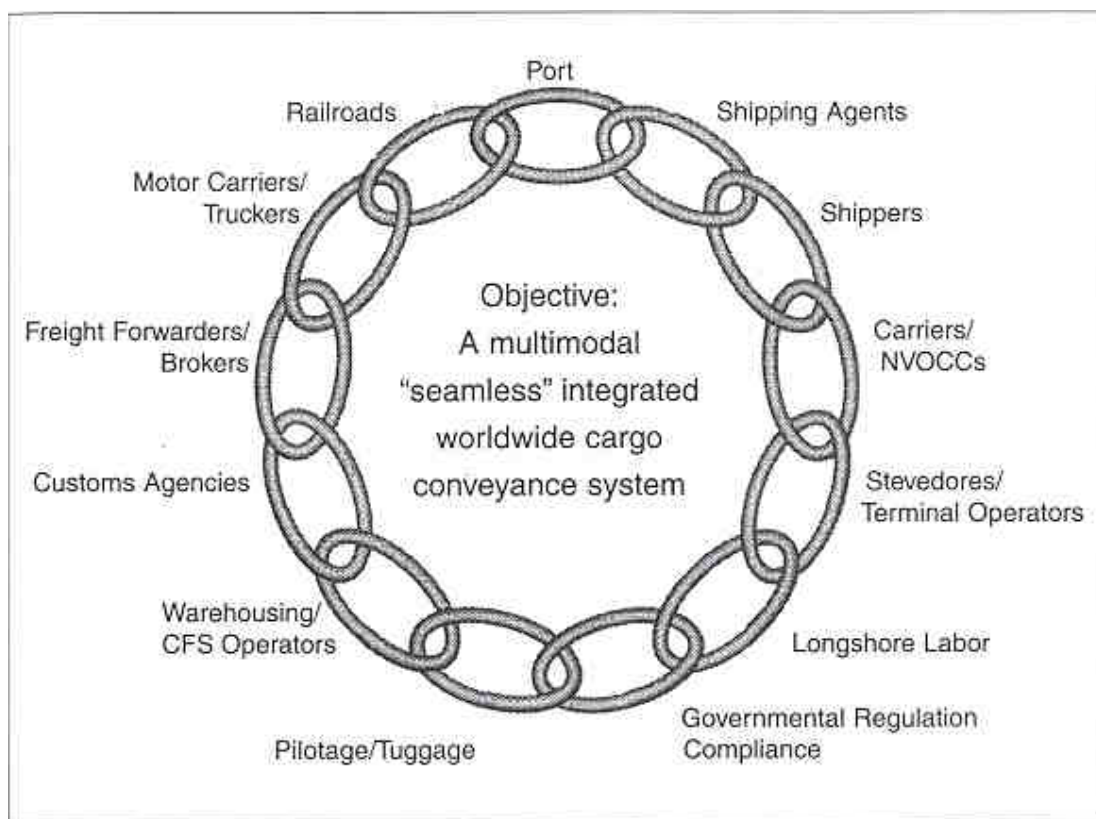 Port
Shipping Agents
Shippers
Carriers/
NVOCCs
Stevedores/
Terminal Operators
Longshore Labor
Governmental Regulation
Compliance
Pilotage/Tuggage
Warehousing/
CFS Operators
Customs Agencies
Freight Forwarders/
Brokers
Motor Carriers/
Truckers
Railroads
Objective:
A multimodal
“seamless” integrated
worldwide cargo
conveyance system